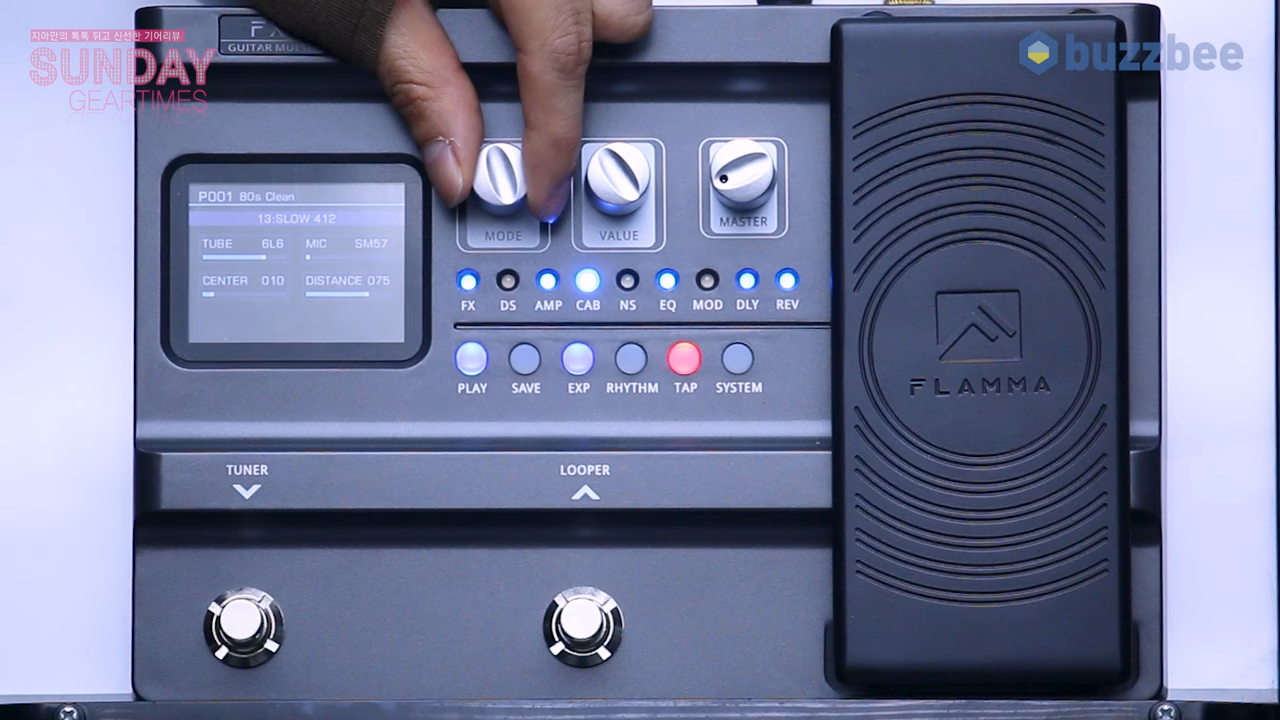 지아만의 톡톡 튀고 신선한 기어리뷰
SUNDAY
GEARTIMES
buzzbee
GUITAR MUL
P001 80s Clean
13:SLOW 412
TUBE 6L6 MIC SM57
CENTER 010 DISTANCE 075
MODE VALUE MASTER
FX DS AMP CAB NS EQ MOD DLY REV
PLAY SAVE EXP RHYTHM TAP SYSTEM
FLAMMA
TUNER LOOPER